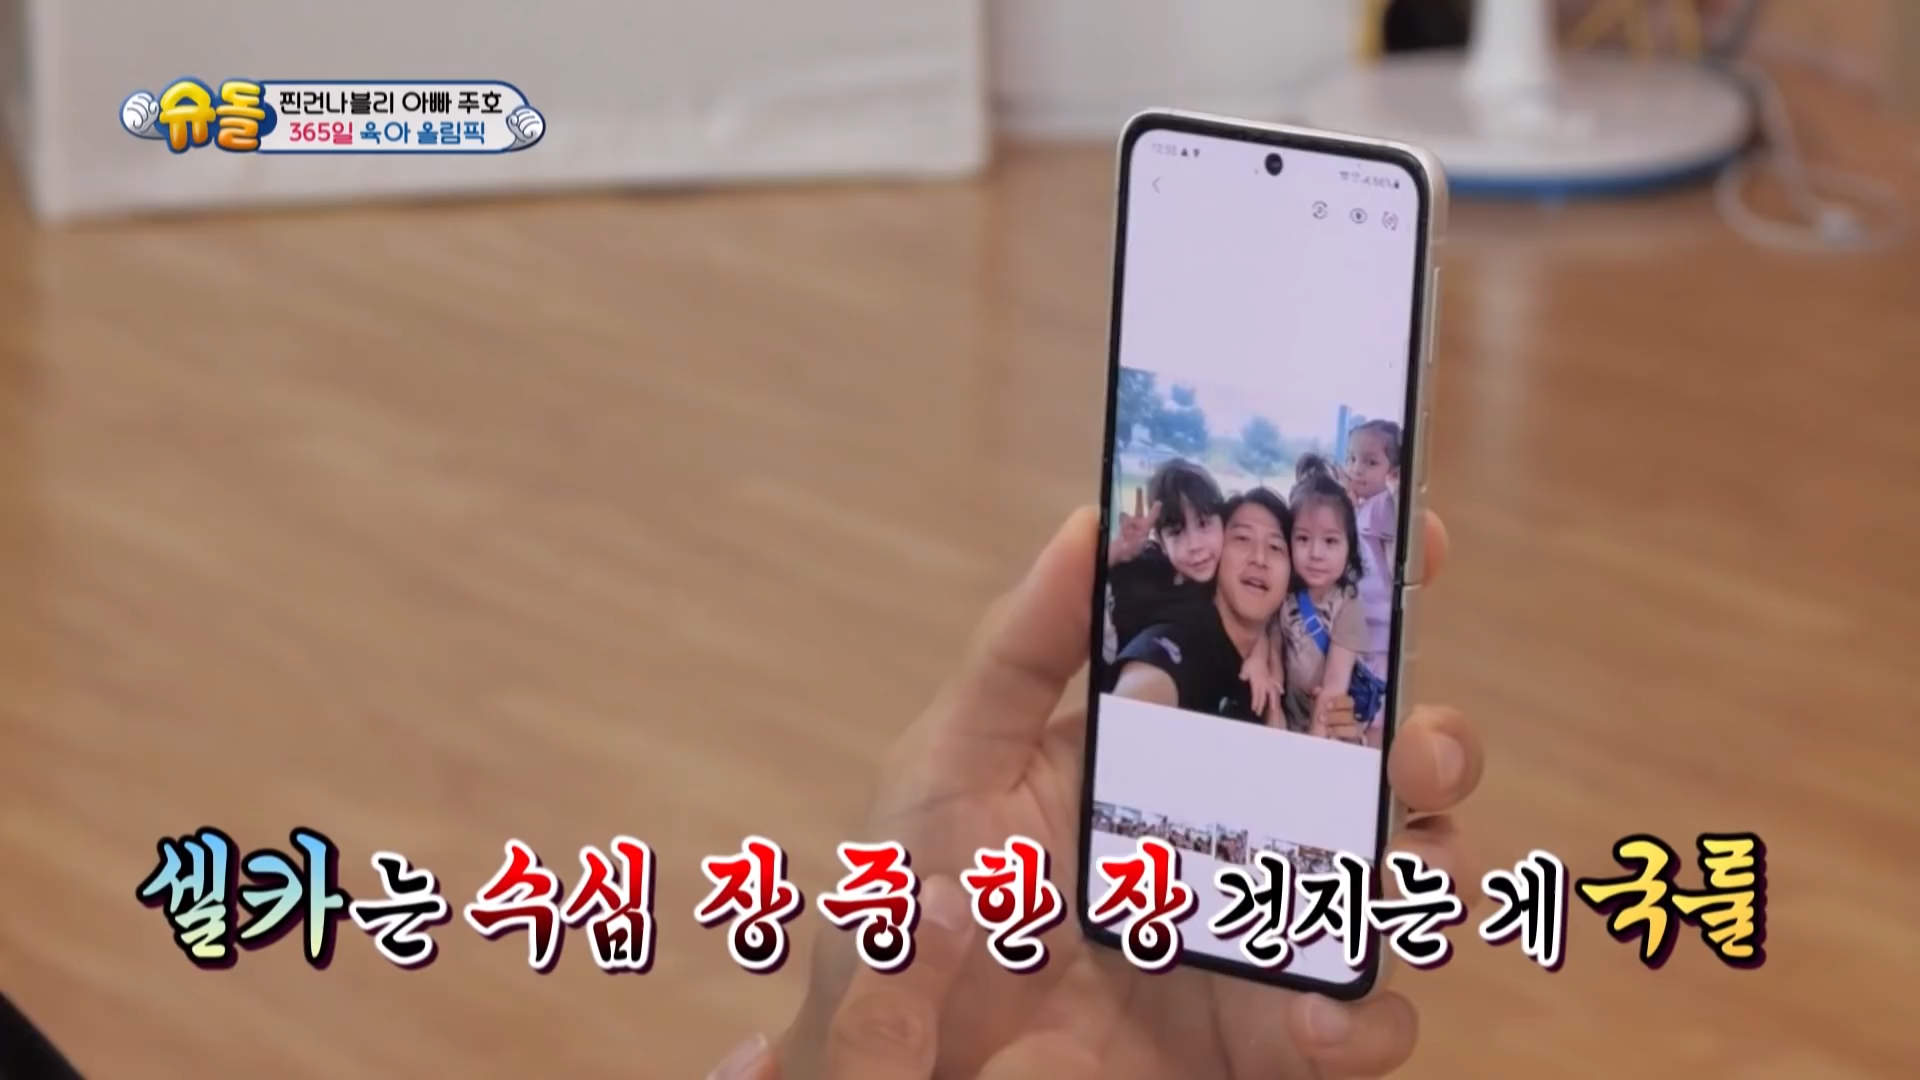 슈돌
찐건나블리 아빠 주호
365일 육아 올림픽
셀카는 수십 장 중 한 장 건지는 게 국룰